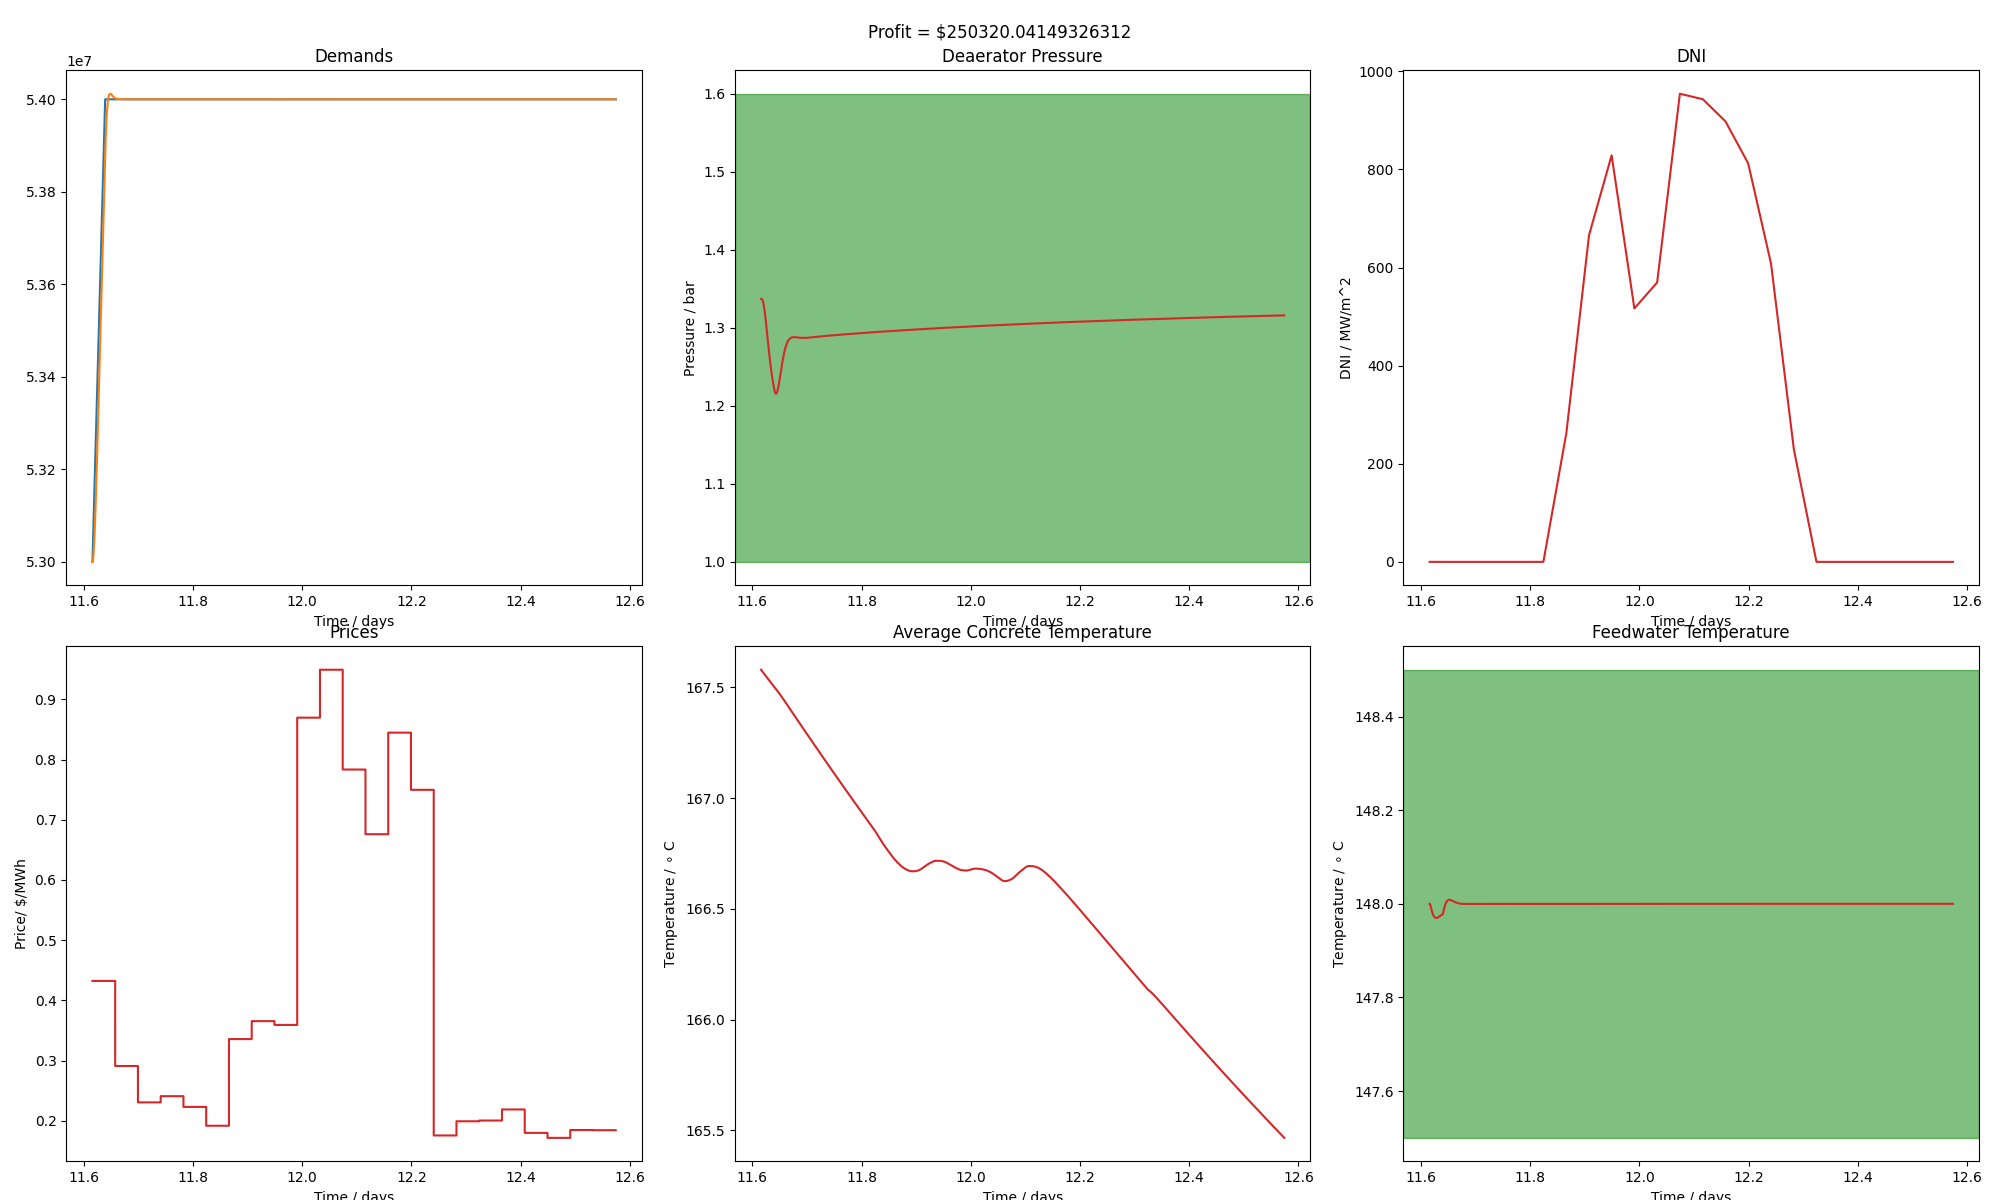 Profit = $250320.04149326312
Demands
1e7
5.40
5.38
5.36
5.34
5.32
5.30
11.6 11.8 12.0 12.2 12.4 12.6
Time / days
Deaerator Pressure
Pressure / bar
1.6
1.5
1.4
1.3
1.2
1.1
1.0
11.6 11.8 12.0 12.2 12.4 12.6
Time / days
DNI
DNI / MW/m^2
1000
800
600
400
200
0
11.6 11.8 12.0 12.2 12.4 12.6
Time / days
Prices
Price/ $/MWh
0.9
0.8
0.7
0.6
0.5
0.4
0.3
0.2
11.6 11.8 12.0 12.2 12.4 12.6
Time / days
Average Concrete Temperature
Temperature / ∘ C
167.5
167.0
166.5
166.0
165.5
11.6 11.8 12.0 12.2 12.4 12.6
Time / days
Feedwater Temperature
Temperature / ∘ C
148.4
148.2
148.0
147.8
147.6
11.6 11.8 12.0 12.2 12.4 12.6
Time / days